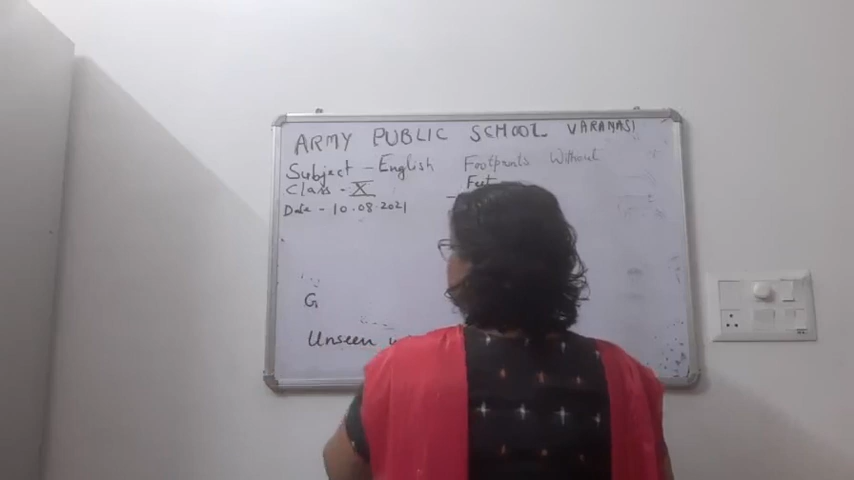 ARMY PUBLIC SCHOOL VARANASI
Subject - English Footprints Without
Class - X Feet
Date - 10.08.2021
G
Unseen